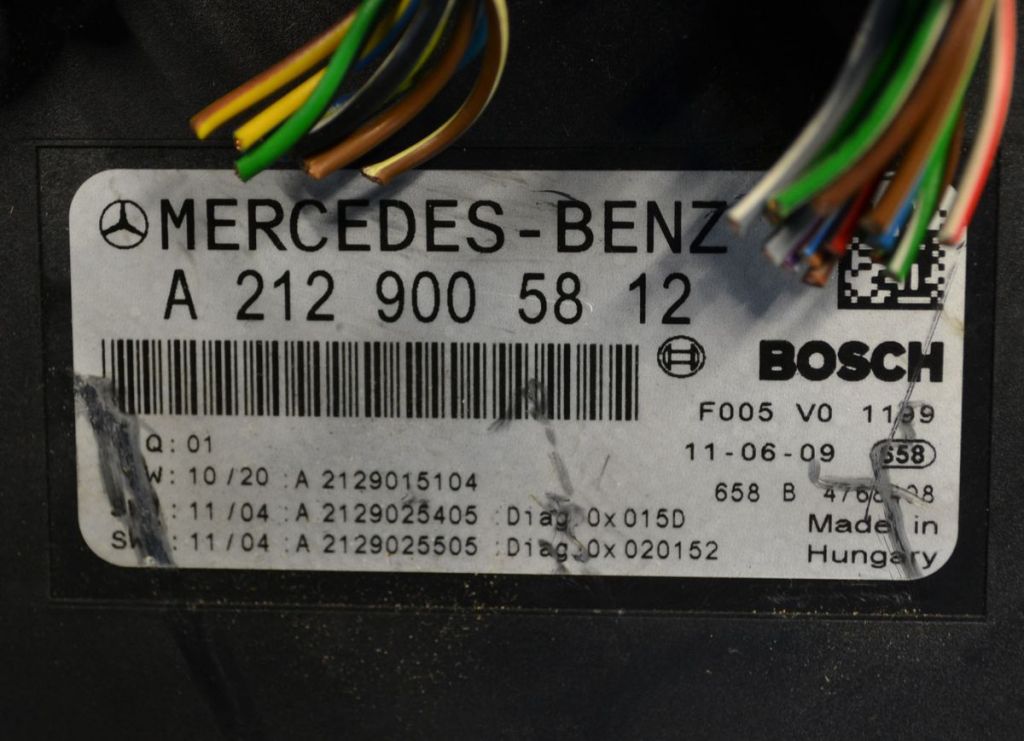 MERCEDES-BENZ
A 212 900 58 12
BOSCH
F005 V0 1199
11-06-09 658
658 B
Q: 01
W: 10/20 :A 2129015104
: 11/04 :A 2129025405 :Diag.0x015D
: 11/04 :A 2129025505 :Diag.0x020152
Made in
Hungary